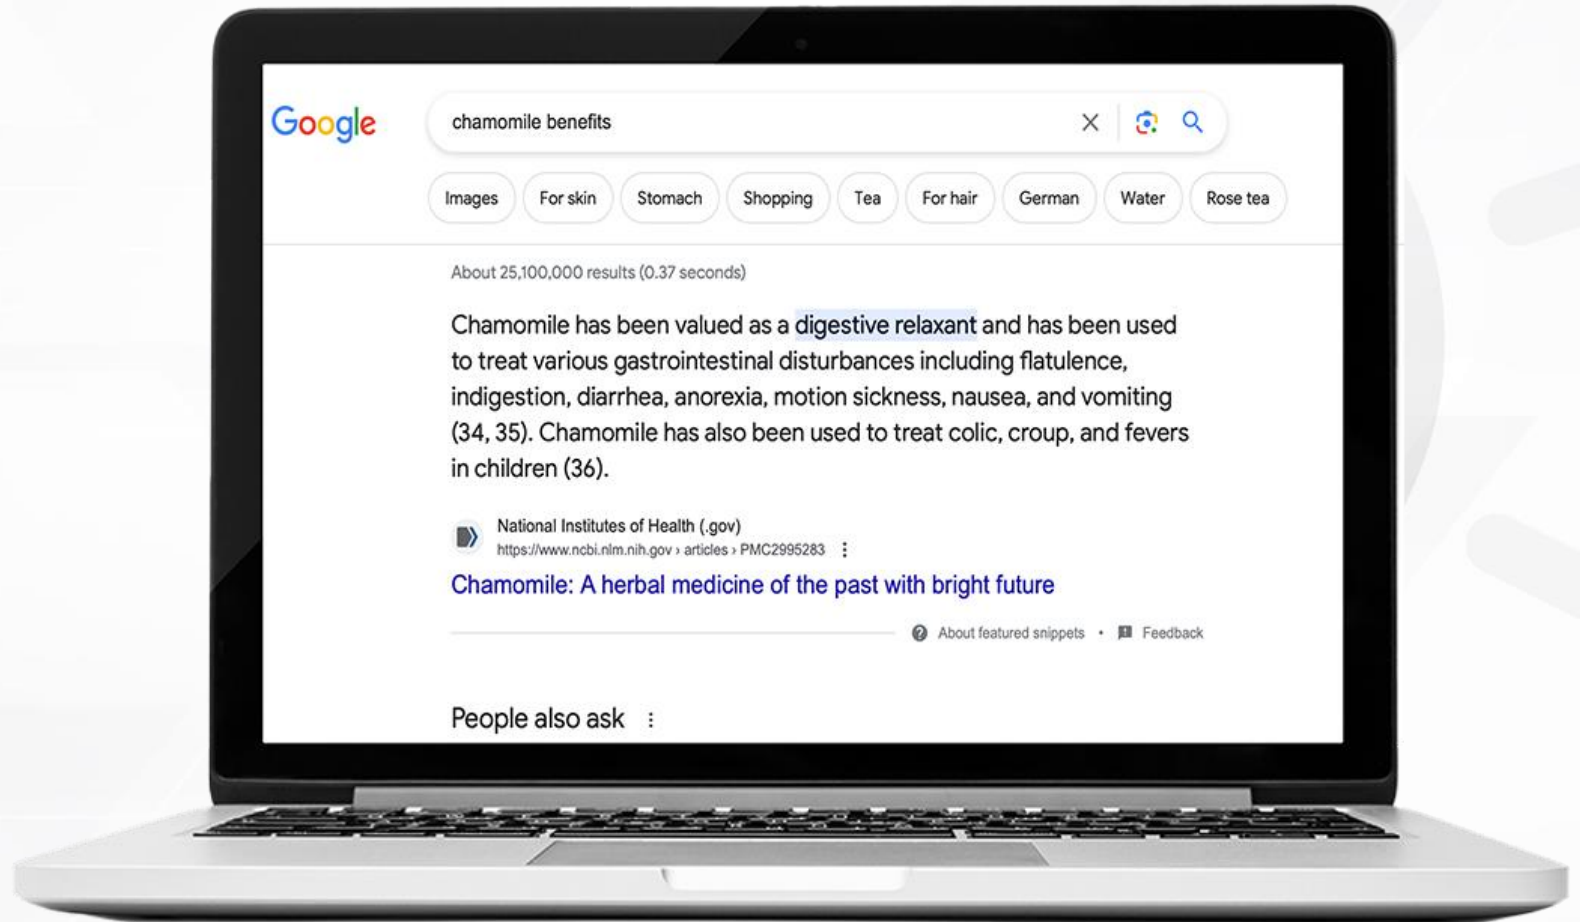 Google
chamomile benefits
Images For skin Stomach Shopping Tea For hair German Water Rose tea
About 25,100,000 results (0.37 seconds)
Chamomile has been valued as a digestive relaxant and has been used
to treat various gastrointestinal disturbances including flatulence,
indigestion, diarrhea, anorexia, motion sickness, nausea, and vomiting
(34, 35). Chamomile has also been used to treat colic, croup, and fevers
in children (36).
National Institutes of Health (.gov)
https://www.ncbi.nlm.nih.gov › articles › PMC2995283
Chamomile: A herbal medicine of the past with bright future
About featured snippets • Feedback
People also ask